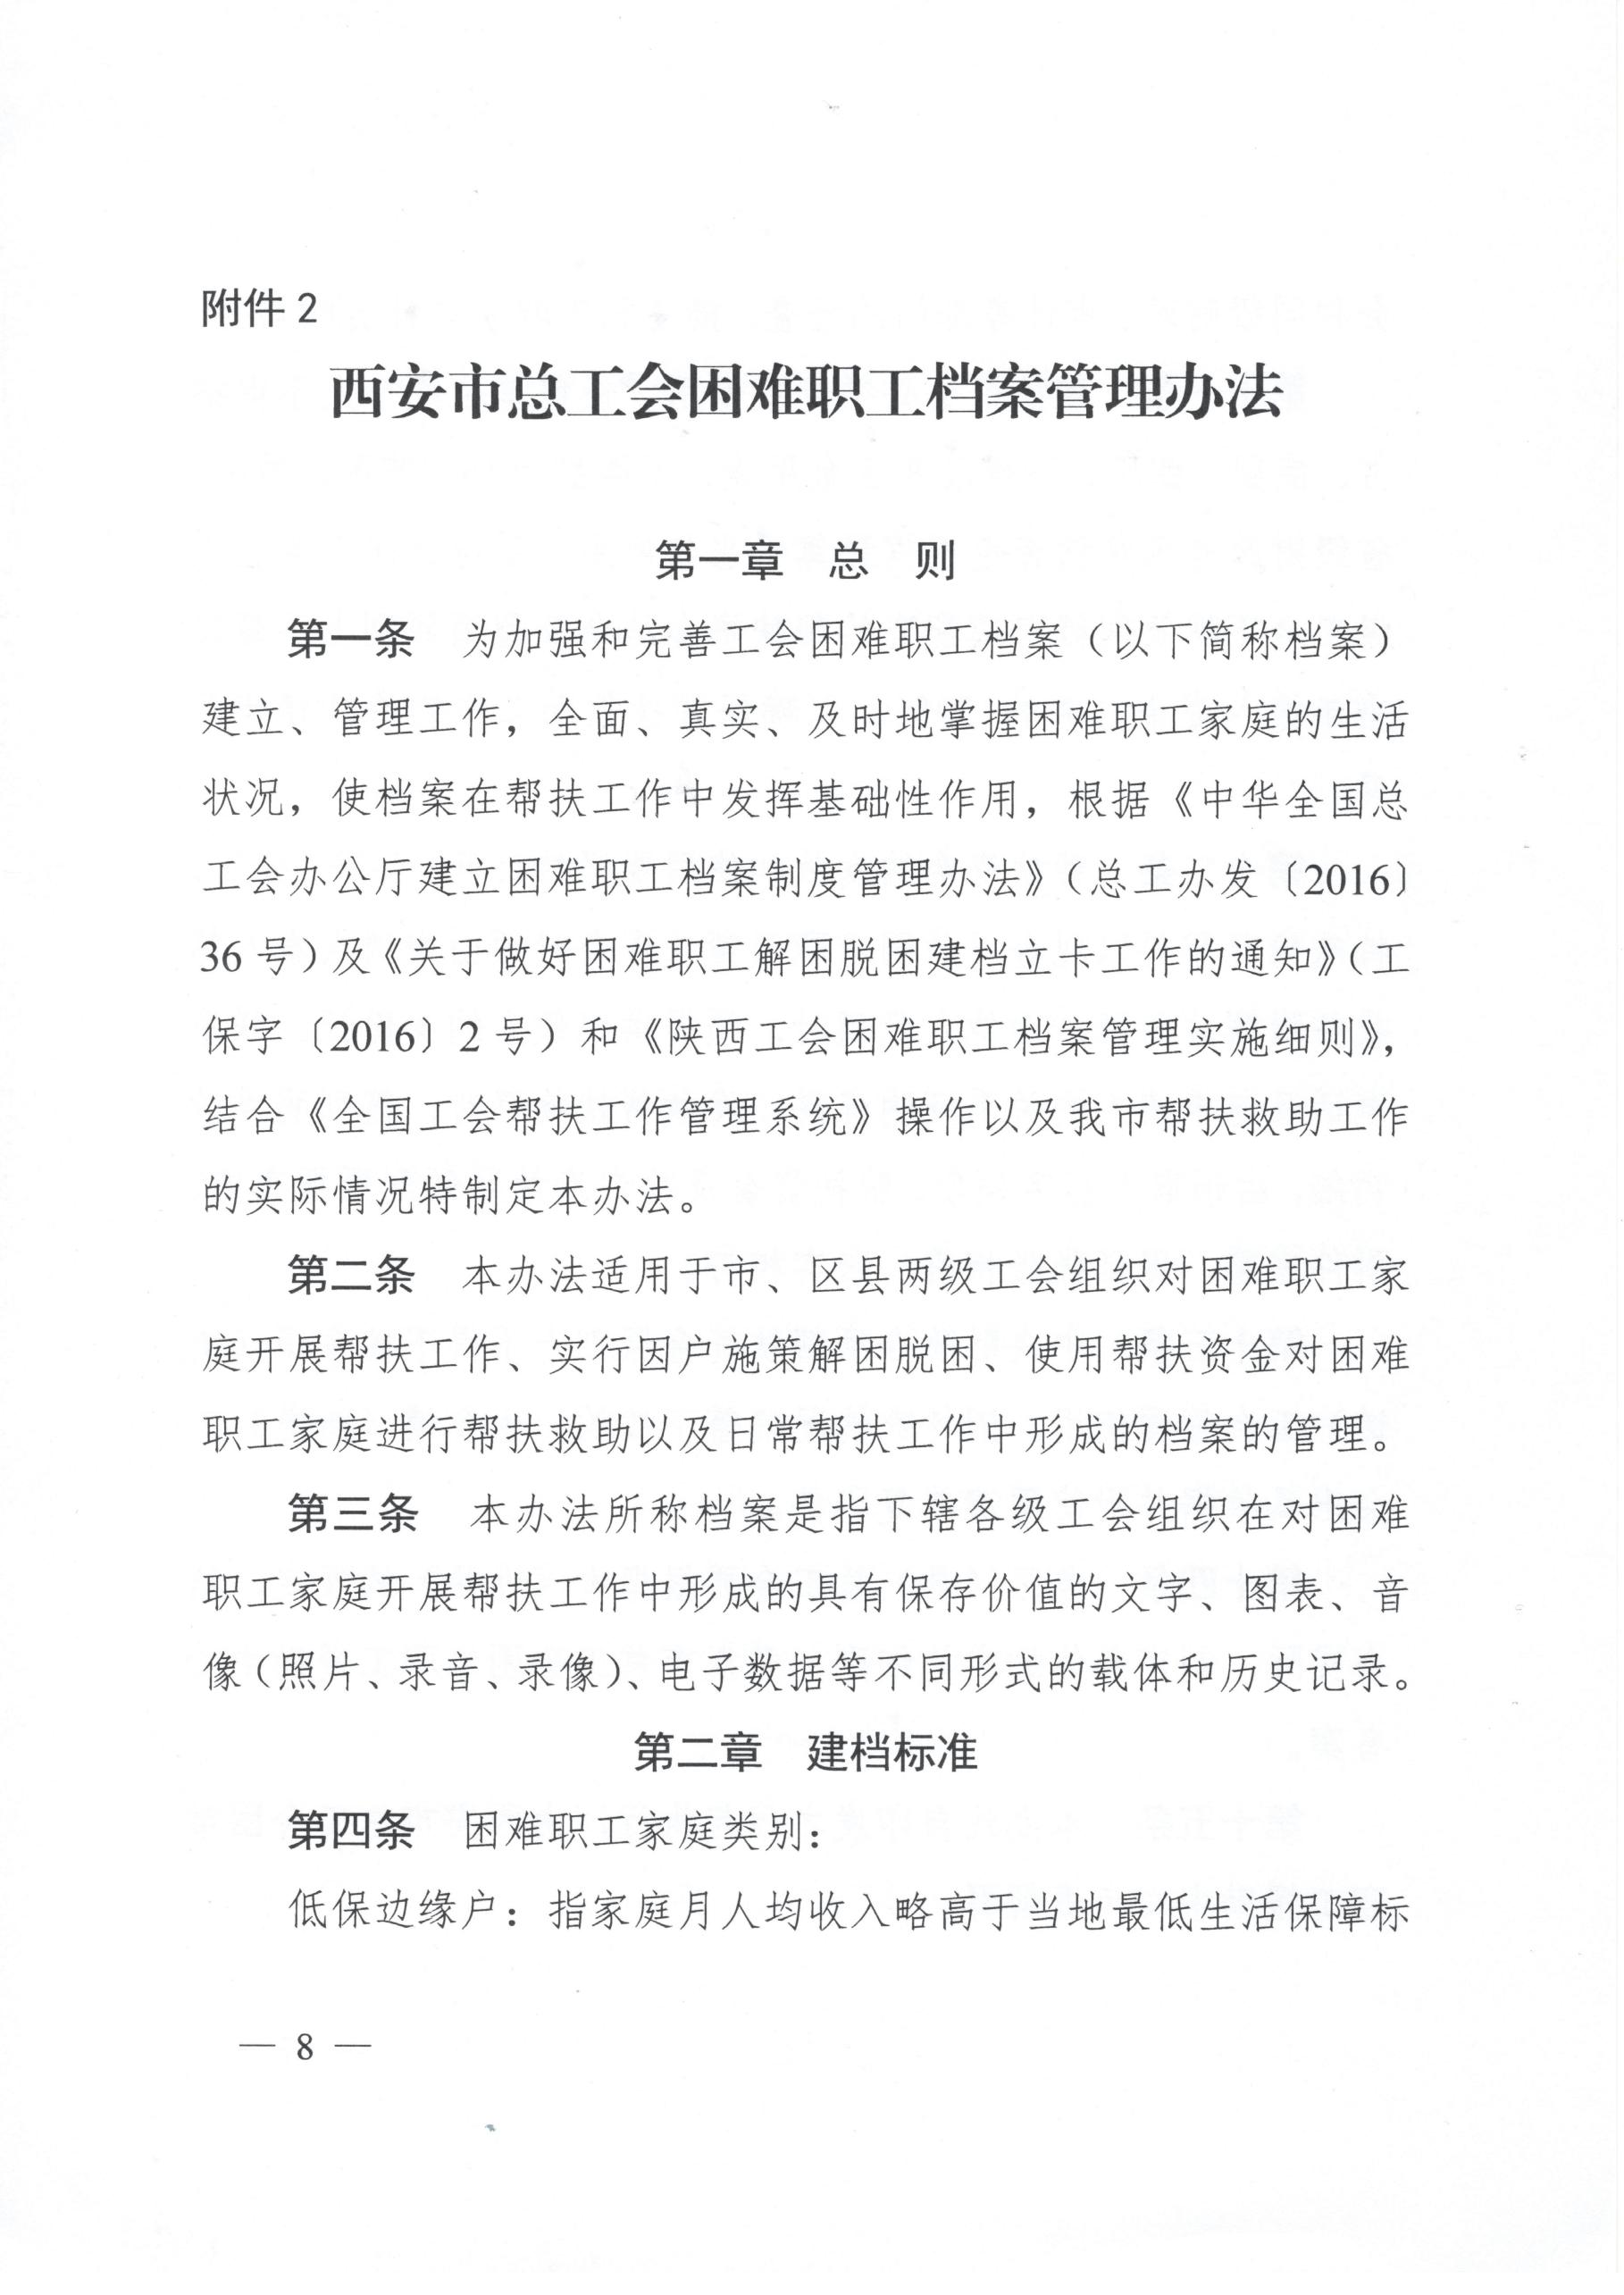 附件 2
西安市总工会困难职工档案管理办法
第一章 总 则
第一条 为加强和完善工会困难职工档案（以下简称档案）
建立、管理工作，全面、真实、及时地掌握困难职工家庭的生活
状况，使档案在帮扶工作中发挥基础性作用，根据《中华全国总
工会办公厅建立困难职工档案制度管理办法》（总工办发〔2016〕
36 号）及《关于做好困难职工解困脱困建档立卡工作的通知》（工
保字〔2016〕2 号）和《陕西工会困难职工档案管理实施细则》，
结合《全国工会帮扶工作管理系统》操作以及我市帮扶救助工作
的实际情况特制定本办法。
第二条 本办法适用于市、区县两级工会组织对困难职工家
庭开展帮扶工作、实行因户施策解困脱困、使用帮扶资金对困难
职工家庭进行帮扶救助以及日常帮扶工作中形成的档案的管理。
第三条 本办法所称档案是指下辖各级工会组织在对困难
职工家庭开展帮扶工作中形成的具有保存价值的文字、图表、音
像（照片、录音、录像）、电子数据等不同形式的载体和历史记录。
第二章 建档标准
第四条 困难职工家庭类别：
低保边缘户：指家庭月人均收入略高于当地最低生活保障标
— 8 —